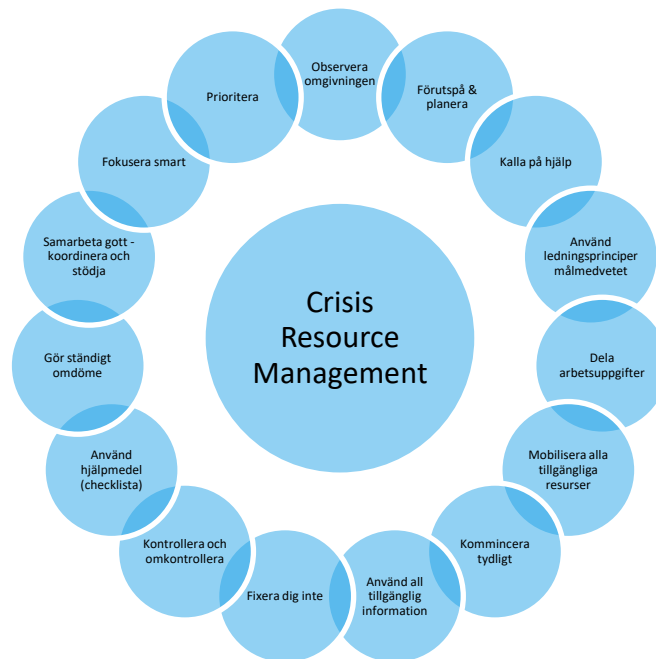 Observera
omgivningen
Förutspå &
planera
Kalla på hjälp
Använd
ledningsprinciper
målmedvetet
Dela
arbetsuppgifter
Mobilisera alla
tillgängliga
resurser
Kommincera
tydligt
Använd all
tillgänglig
information
Fixera dig inte
Kontrollera och
omkontrollera
Använd
hjälpmedel
(checklista)
Gör ständigt
omdöme
Samarbeta gott -
koordinera och
stödja
Fokusera smart
Prioritera
Crisis
Resource
Management